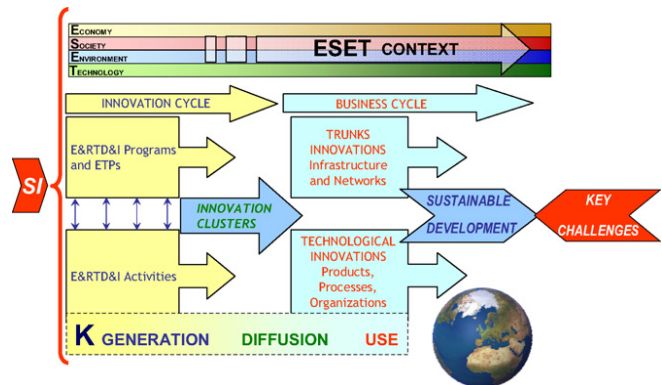 ECONOMY
SOCIETY
ENVIRONMENT
TECHNOLOGY
ESET CONTEXT
INNOVATION CYCLE
BUSINESS CYCLE
E&RTD&I Programs
and ETPs
TRUNKS
INNOVATIONS
Infrastructure
and Networks
SI
INNOVATION
CLUSTERS
SUSTAINABLE
DEVELOPMENT
KEY
CHALLENGES
E&RTD&I Activities
TECHNOLOGICAL
INNOVATIONS
Products,
Processes,
Organizations
K GENERATION DIFFUSION USE